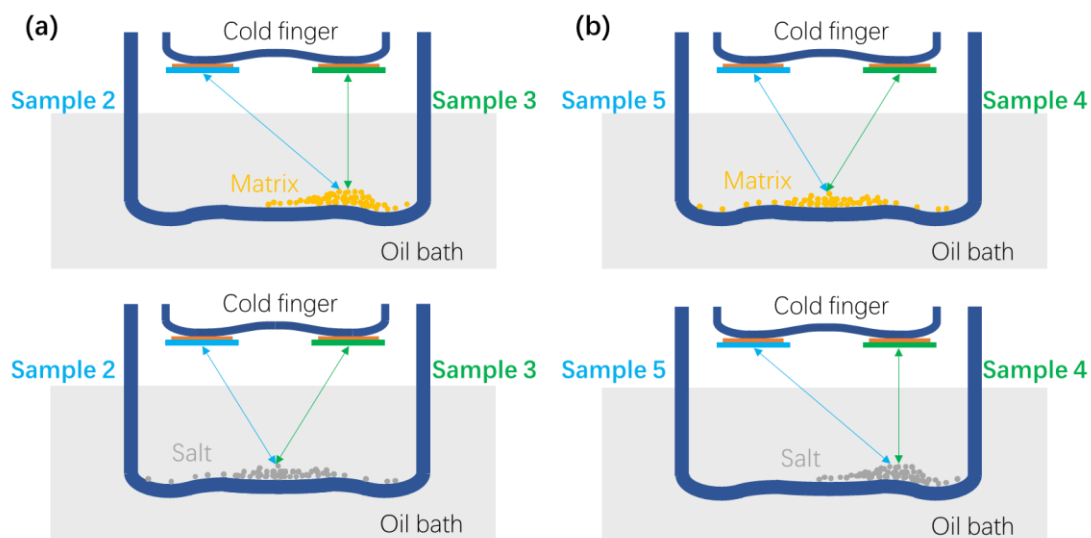 (a)
Cold finger
Sample 2
Sample 3
Matrix
Oil bath
Cold finger
Sample 2
Sample 3
Salt
Oil bath
(b)
Cold finger
Sample 5
Sample 4
Matrix
Oil bath
Cold finger
Sample 5
Sample 4
Salt
Oil bath